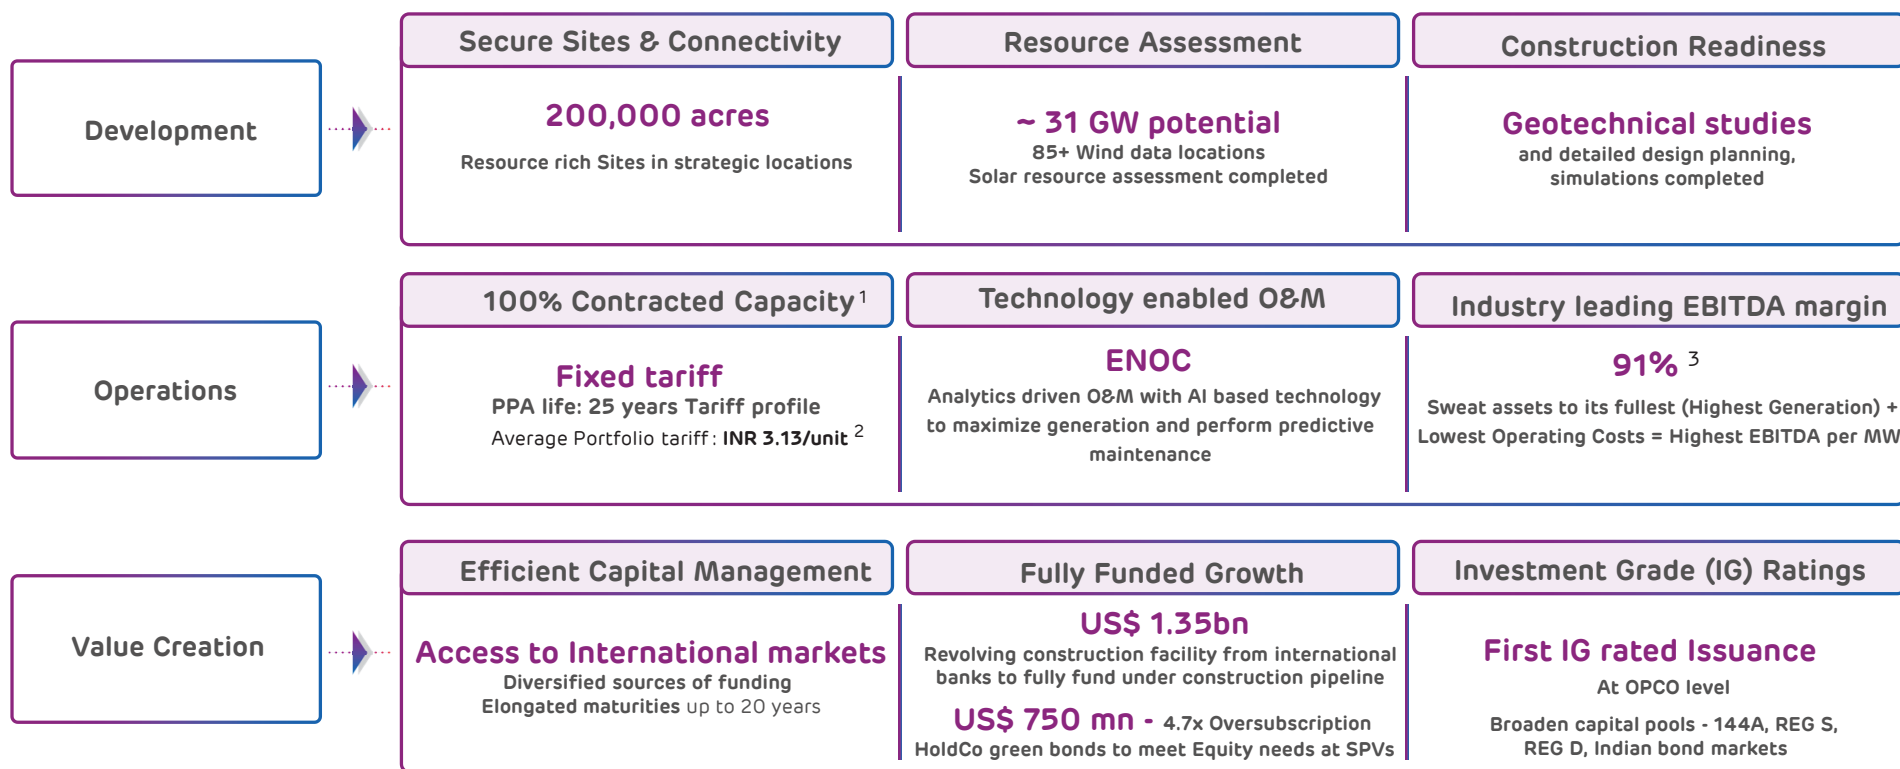 Development
Secure Sites & Connectivity
200,000 acres
Resource rich Sites in strategic locations
Resource Assessment
~ 31 GW potential
85+ Wind data locations
Solar resource assessment completed
Construction Readiness
Geotechnical studies
and detailed design planning,
simulations completed
Operations
100% Contracted Capacity 1
Fixed tariff
PPA life: 25 years Tariff profile
Average Portfolio tariff : INR 3.13/unit 2
Technology enabled O&M
ENOC
Analytics driven O&M with AI based technology
to maximize generation and perform predictive
maintenance
Industry leading EBITDA margin
91% 3
Sweat assets to its fullest (Highest Generation) +
Lowest Operating Costs = Highest EBITDA per MW
Value Creation
Efficient Capital Management
Access to International markets
Diversified sources of funding
Elongated maturities up to 20 years
Fully Funded Growth
US$ 1.35bn
Revolving construction facility from international
banks to fully fund under construction pipeline
US$ 750 mn - 4.7x Oversubscription
HoldCo green bonds to meet Equity needs at SPVs
Investment Grade (IG) Ratings
First IG rated Issuance
At OPCO level
Broaden capital pools - 144A, REG S,
REG D, Indian bond markets